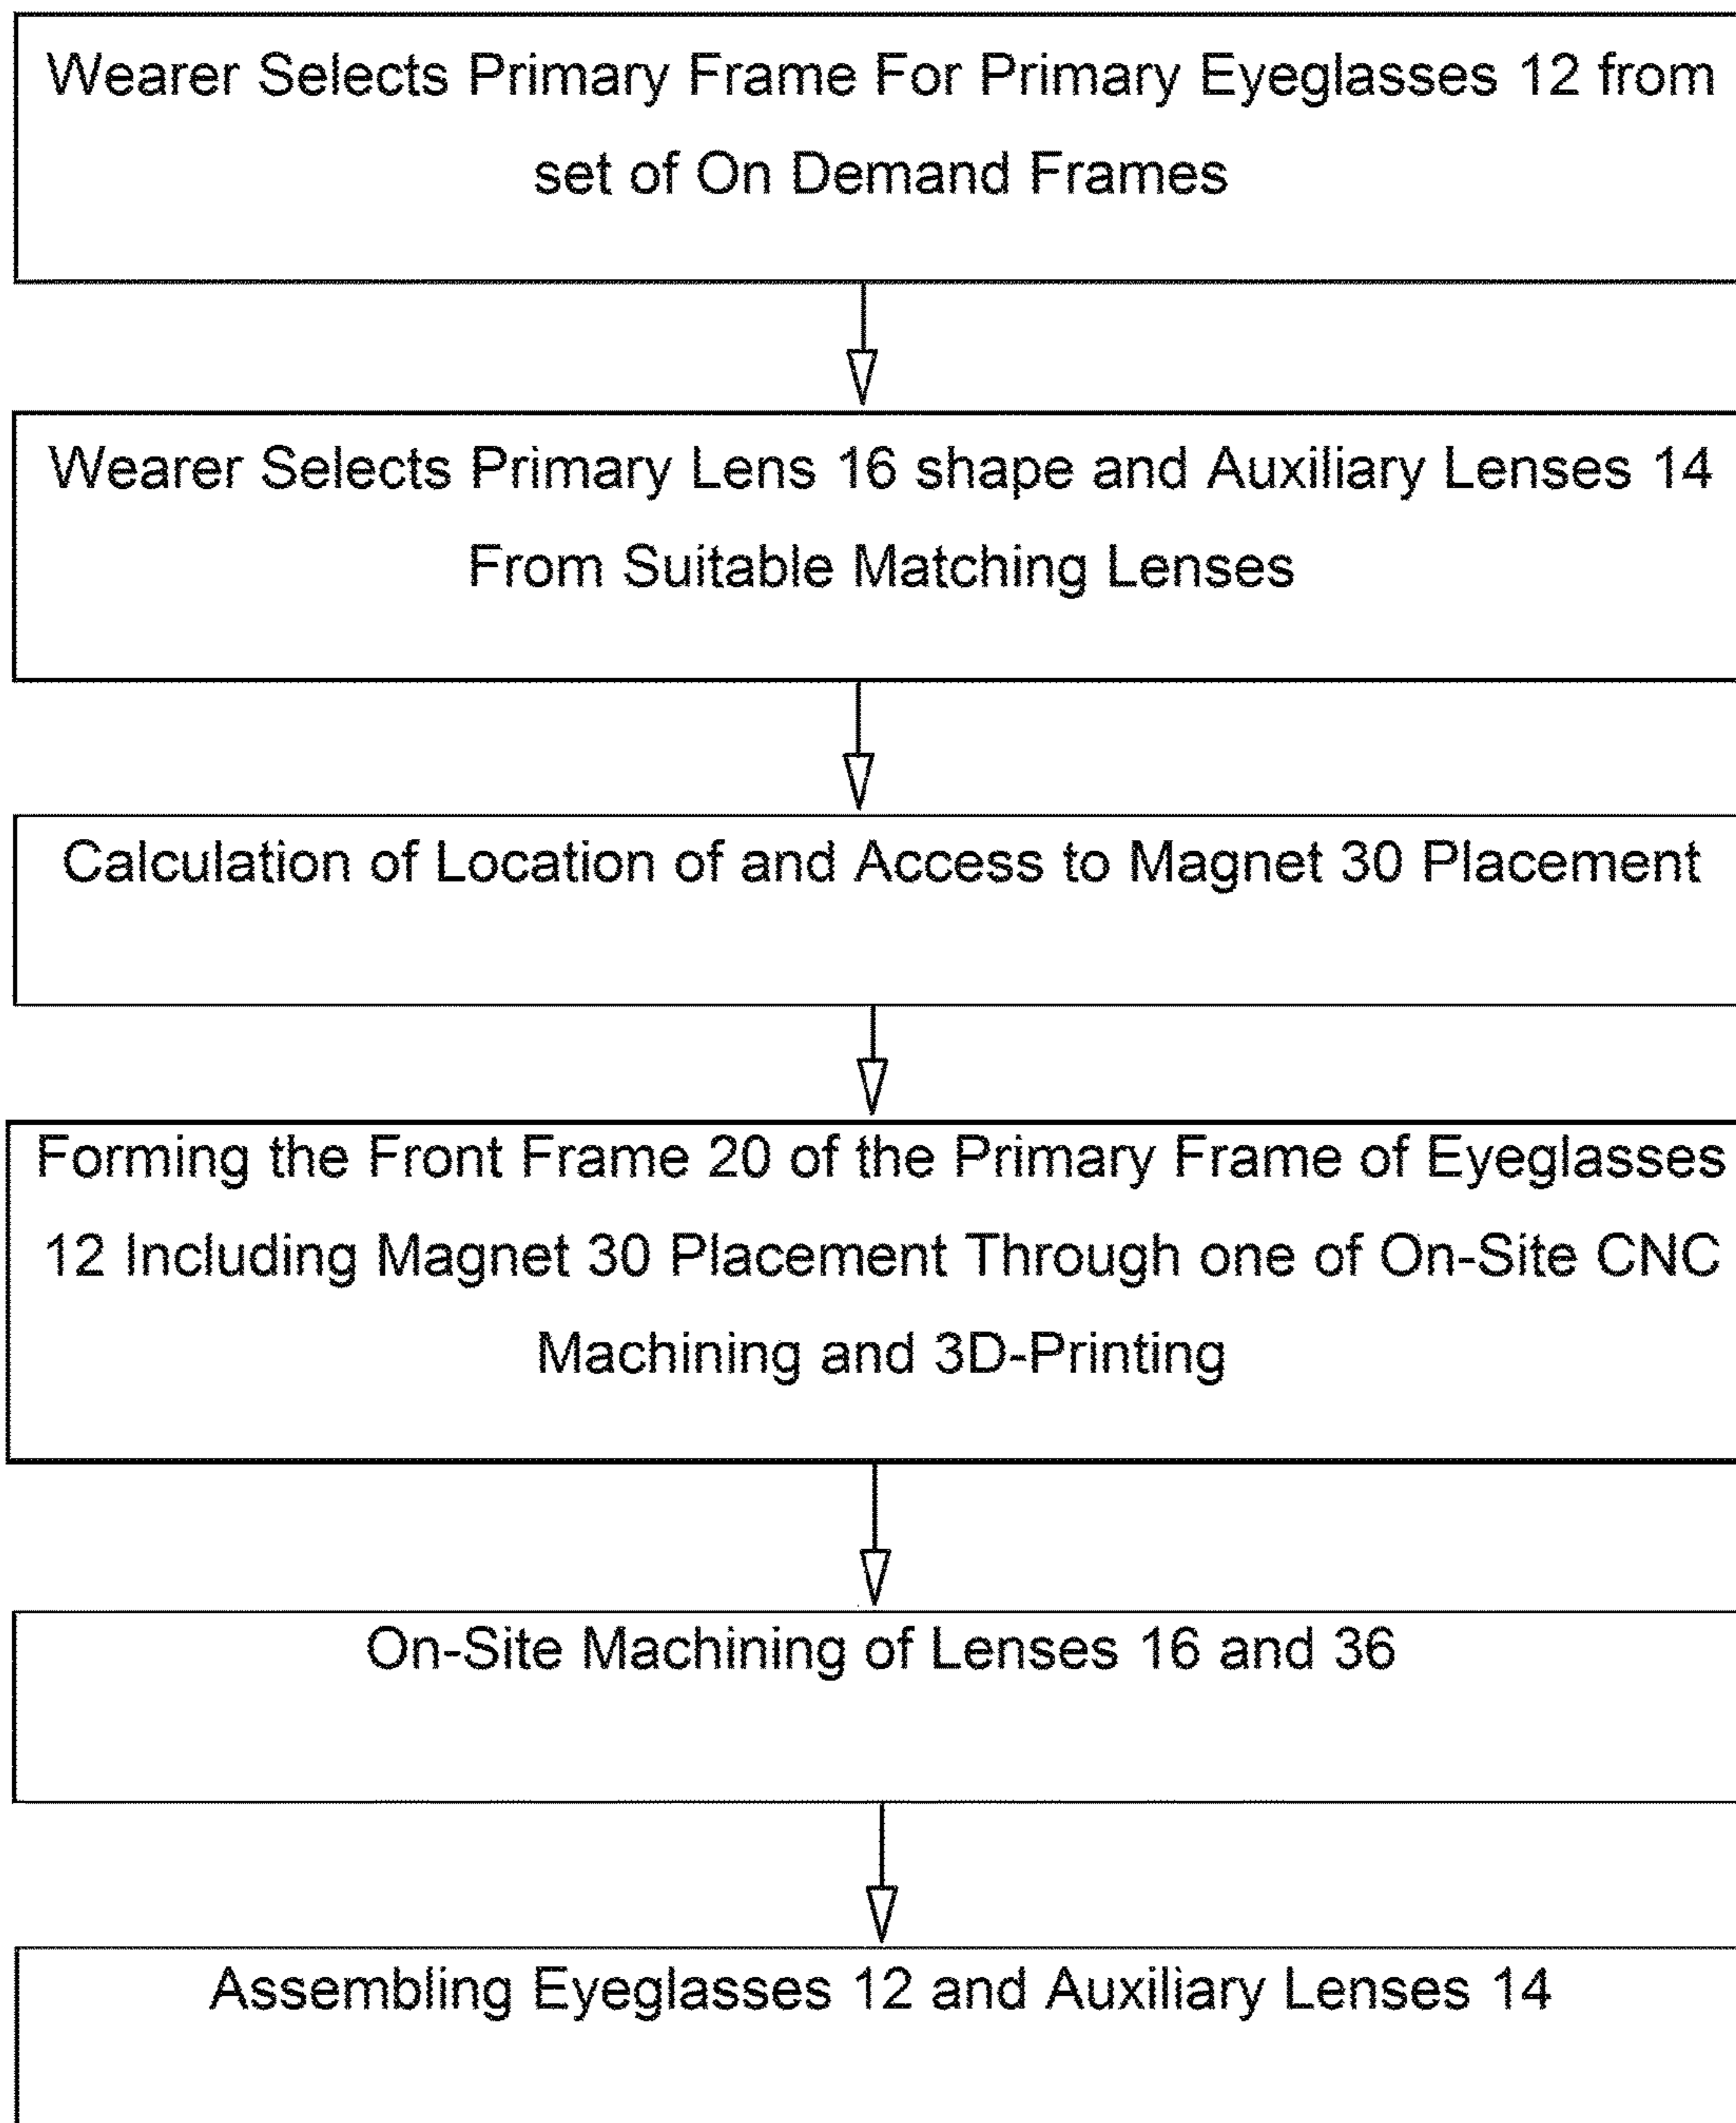 Wearer Selects Primary Frame For Primary Eyeglasses 12 from
set of On Demand Frames
Wearer Selects Primary Lens 16 shape and Auxiliary Lenses 14
From Suitable Matching Lenses
Calculation of Location of and Access to Magnet 30 Placement
Forming the Front Frame 20 of the Primary Frame of Eyeglasses
12 Including Magnet 30 Placement Through one of On-Site CNC
Machining and 3D-Printing
On-Site Machining of Lenses 16 and 36
Assembling Eyeglasses 12 and Auxiliary Lenses 14